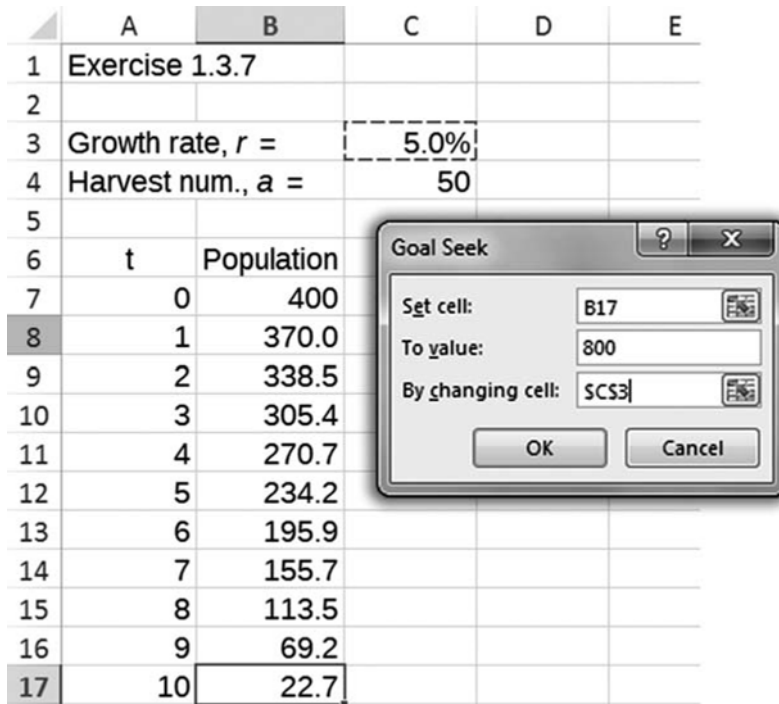 A B C D E
1 Exercise 1.3.7
2
3 Growth rate, r = 5.0%
4 Harvest num., a = 50
5
6 t Population
7 0 400
8 1 370.0
9 2 338.5
10 3 305.4
11 4 270.7
12 5 234.2
13 6 195.9
14 7 155.7
15 8 113.5
16 9 69.2
17 10 22.7
Goal Seek ? X
Set cell: B17
To value: 800
By changing cell: $C$3
OK Cancel